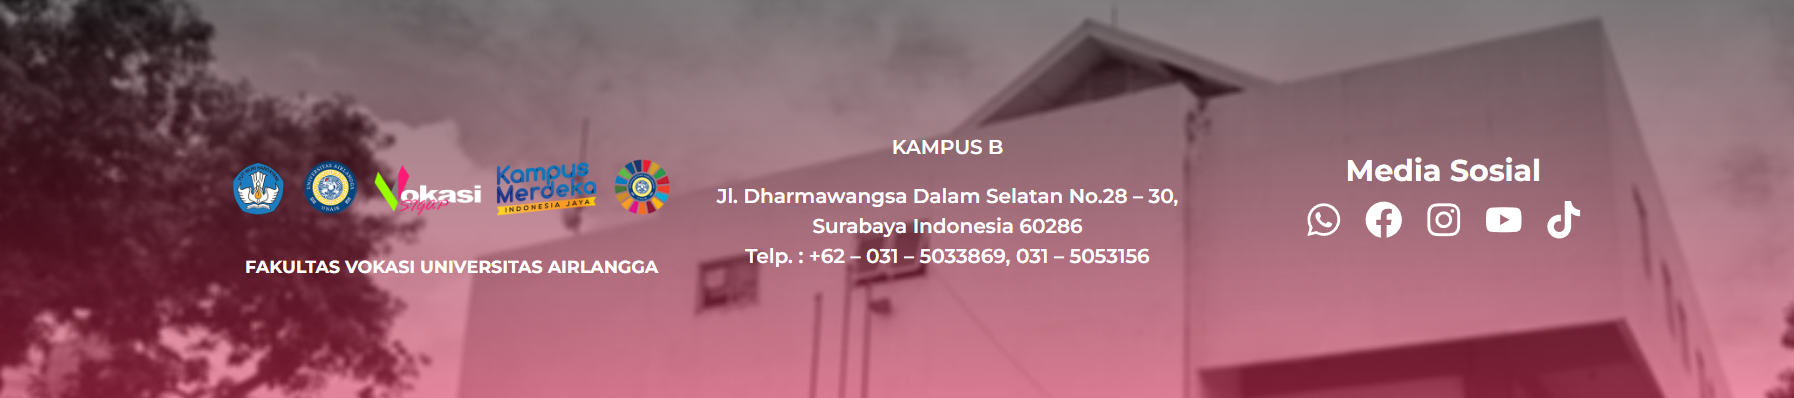 Vokasi
Kampus
Merdeka
INDONESIA JAYA
FAKULTAS VOKASI UNIVERSITAS AIRLANGGA
KAMPUS B
Jl. Dharmawangsa Dalam Selatan No.28 – 30,
Surabaya Indonesia 60286
Telp. : +62 – 031 – 5033869, 031 – 5053156
Media Sosial